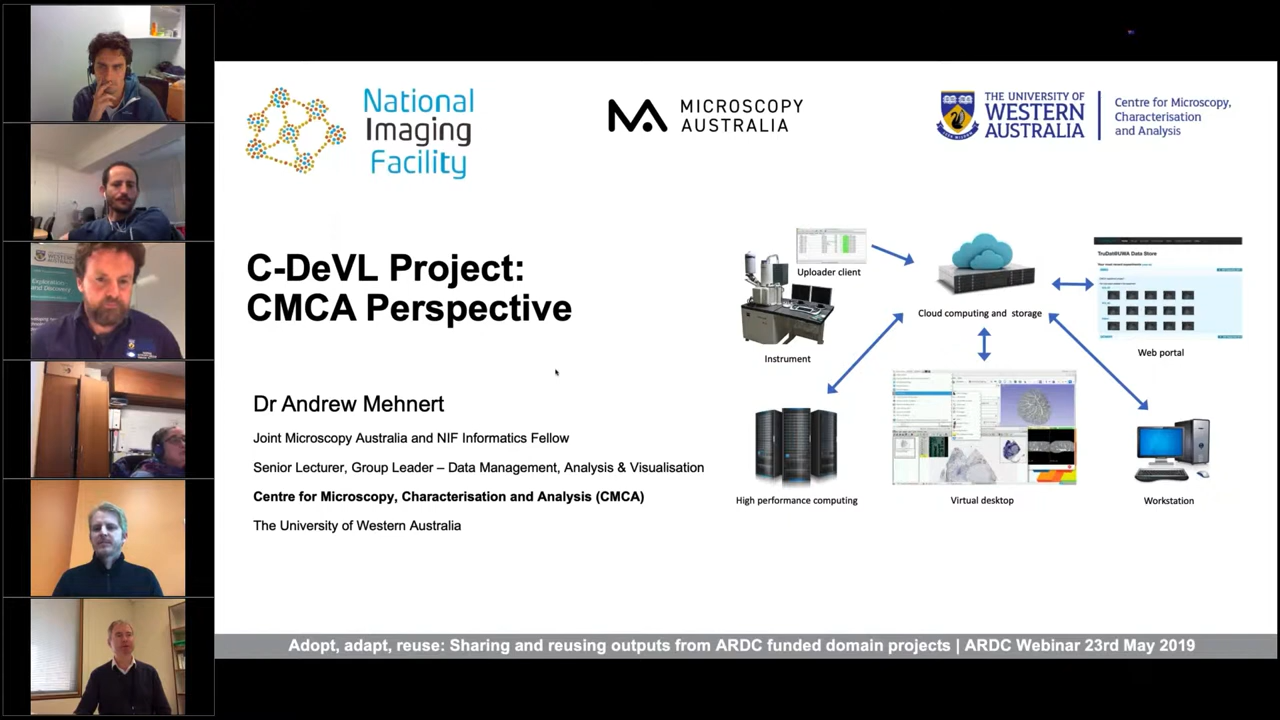 National
Imaging
Facility
MICROSCOPY
AUSTRALIA
THE UNIVERSITY OF
WESTERN
AUSTRALIA
Centre for Microscopy,
Characterisation
and Analysis
C-DeVL Project:
CMCA Perspective
Dr Andrew Mehnert
Joint Microscopy Australia and NIF Informatics Fellow
Senior Lecturer, Group Leader – Data Management, Analysis & Visualisation
Centre for Microscopy, Characterisation and Analysis (CMCA)
The University of Western Australia
Uploader client
Instrument
Cloud computing and storage
TruDat@UWA Data Store
Web portal
High performance computing
Virtual desktop
Workstation
Adopt, adapt, reuse: Sharing and reusing outputs from ARDC funded domain projects | ARDC Webinar 23rd May 2019